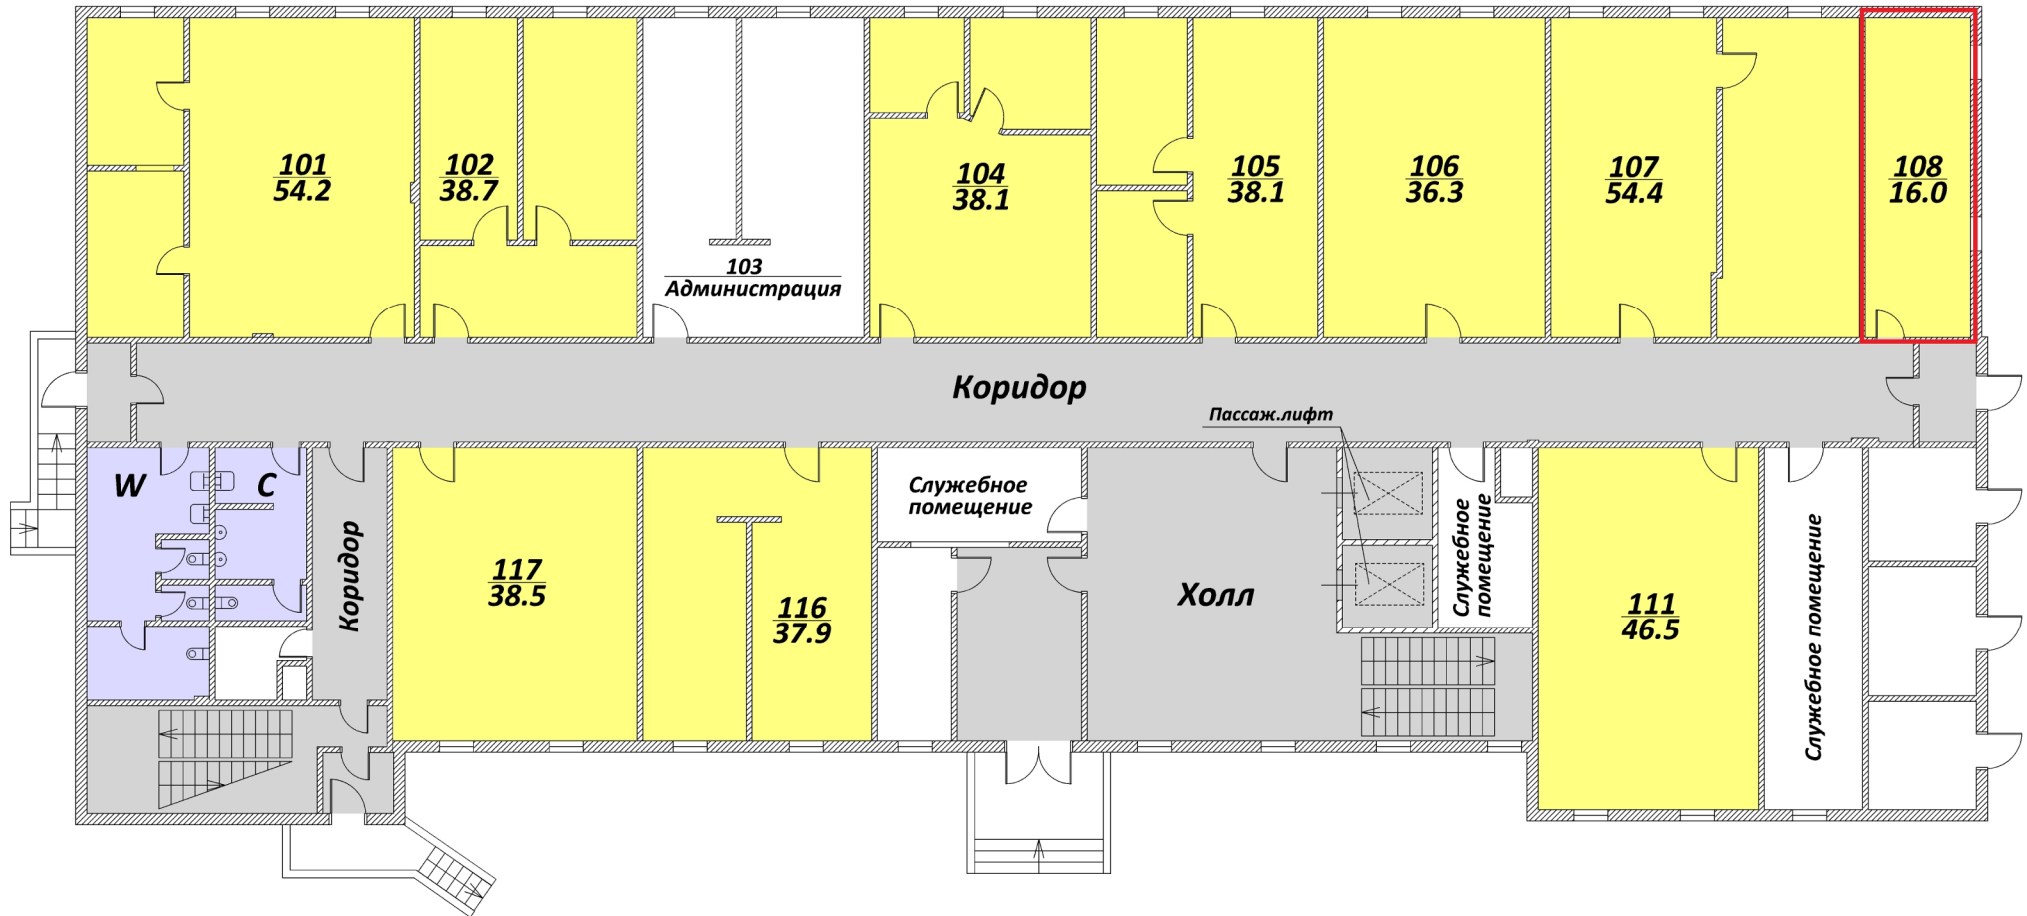 101
54.2
102
38.7
103
Администрация
104
38.1
105
38.1
106
36.3
107
54.4
108
16.0
Коридор
Пассаж.лифт
W
С
Коридор
117
38.5
116
37.9
Служебное
помещение
Холл
Служебное
помещение
111
46.5
Служебное помещение